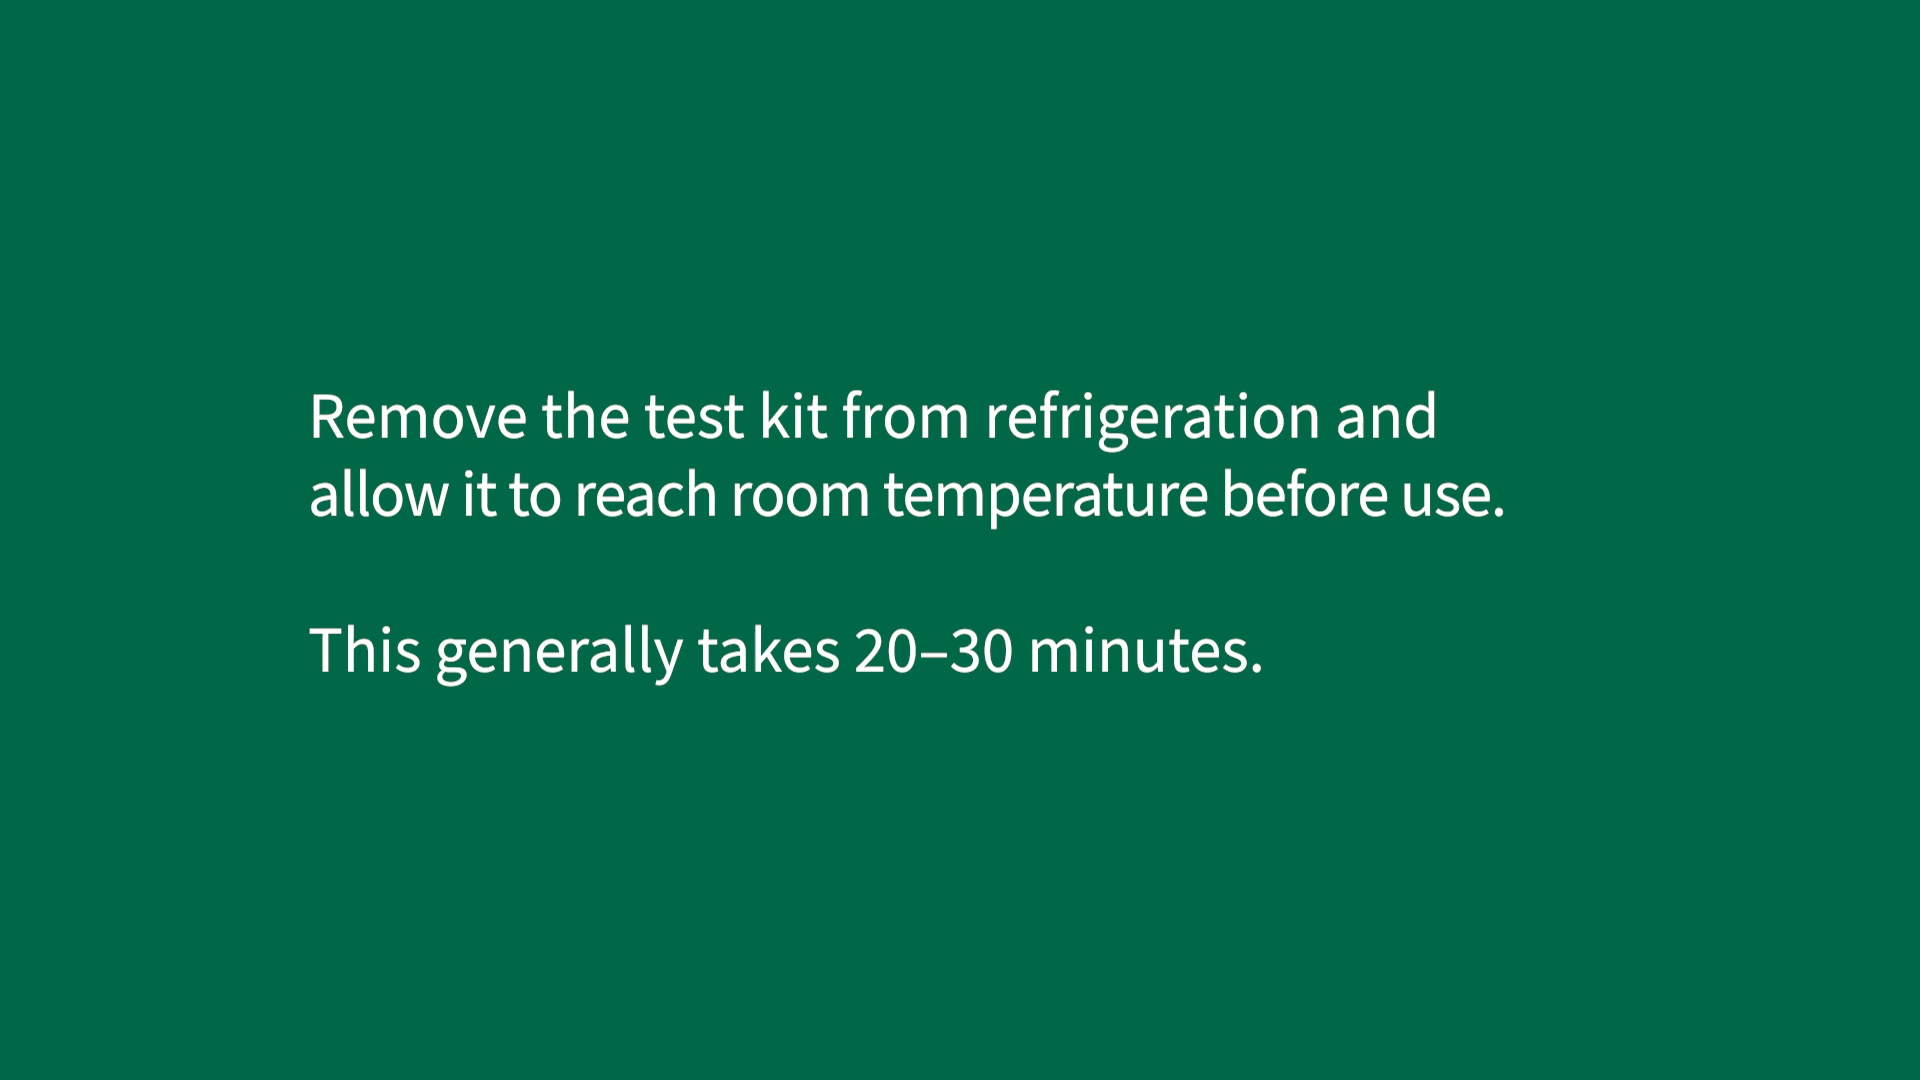 Remove the test kit from refrigeration and
allow it to reach room temperature before use.
This generally takes 20–30 minutes.